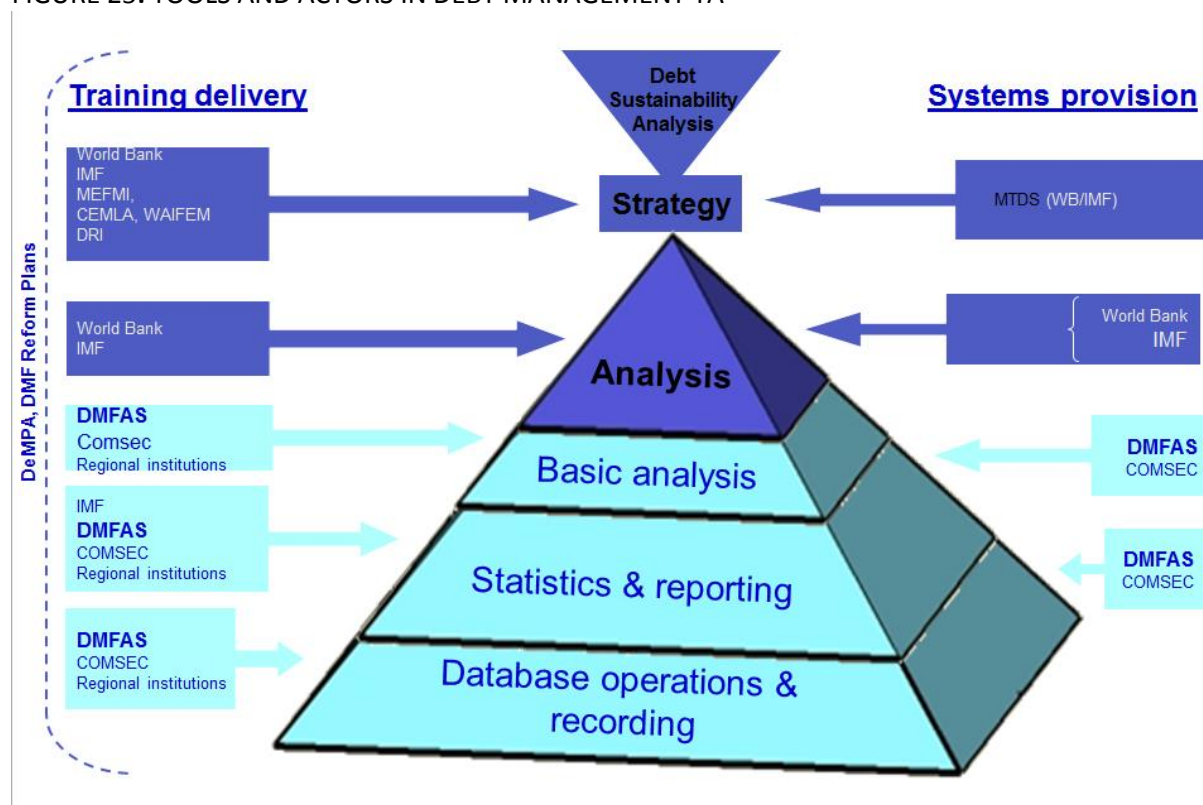 Debt
Sustainability
Analysis
Training delivery
Systems provision
World Bank
IMF
MEFMI,
CEMLA, WAIFEM
DRI
Strategy
MTDS (WB/IMF)
DeMPA, DMF Reform Plans
World Bank
IMF
Analysis
World Bank
IMF
DMFAS
Comsec
Regional institutions
Basic analysis
DMFAS
COMSEC
IMF
DMFAS
COMSEC
Regional institutions
Statistics & reporting
DMFAS
COMSEC
DMFAS
COMSEC
Regional institutions
Database operations &
recording